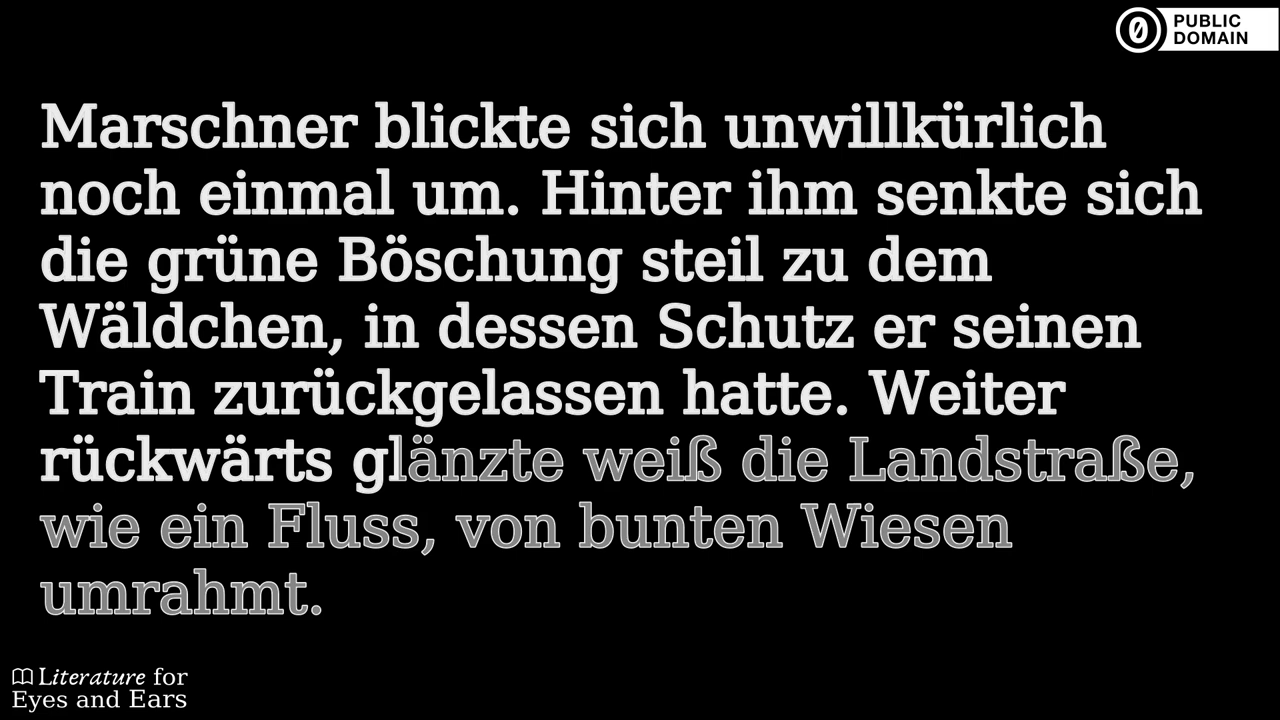 PUBLIC
DOMAIN
Marschner blickte sich unwillkürlich
noch einmal um. Hinter ihm senkte sich
die grüne Böschung steil zu dem
Wäldchen, in dessen Schutz er seinen
Train zurückgelassen hatte. Weiter
rückwärts glänzte weiß die Landstraße,
wie ein Fluss, von bunten Wiesen
umrahmt.
Literature for
Eyes and Ears